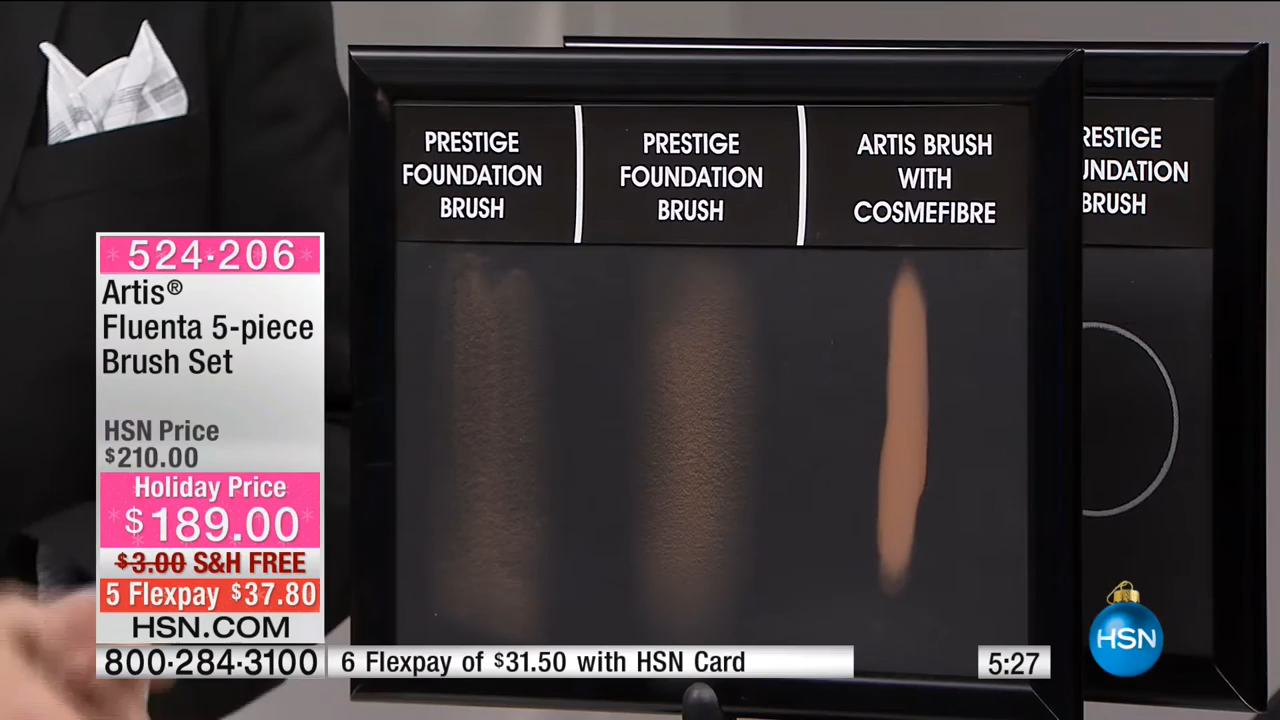 PRESTIGE
FOUNDATION
BRUSH
PRESTIGE
FOUNDATION
BRUSH
ARTIS BRUSH
WITH
COSMEFIBRE
RESTIGE
UNDATION
BRUSH
524·206
Artis®
Fluenta 5-piece
Brush Set
HSN Price
$210.00
Holiday Price
$189.00
$3.00 S&H FREE
5 Flexpay $37.80
HSN.COM
800·284·3100
6 Flexpay of $31.50 with HSN Card
5:27
HSN